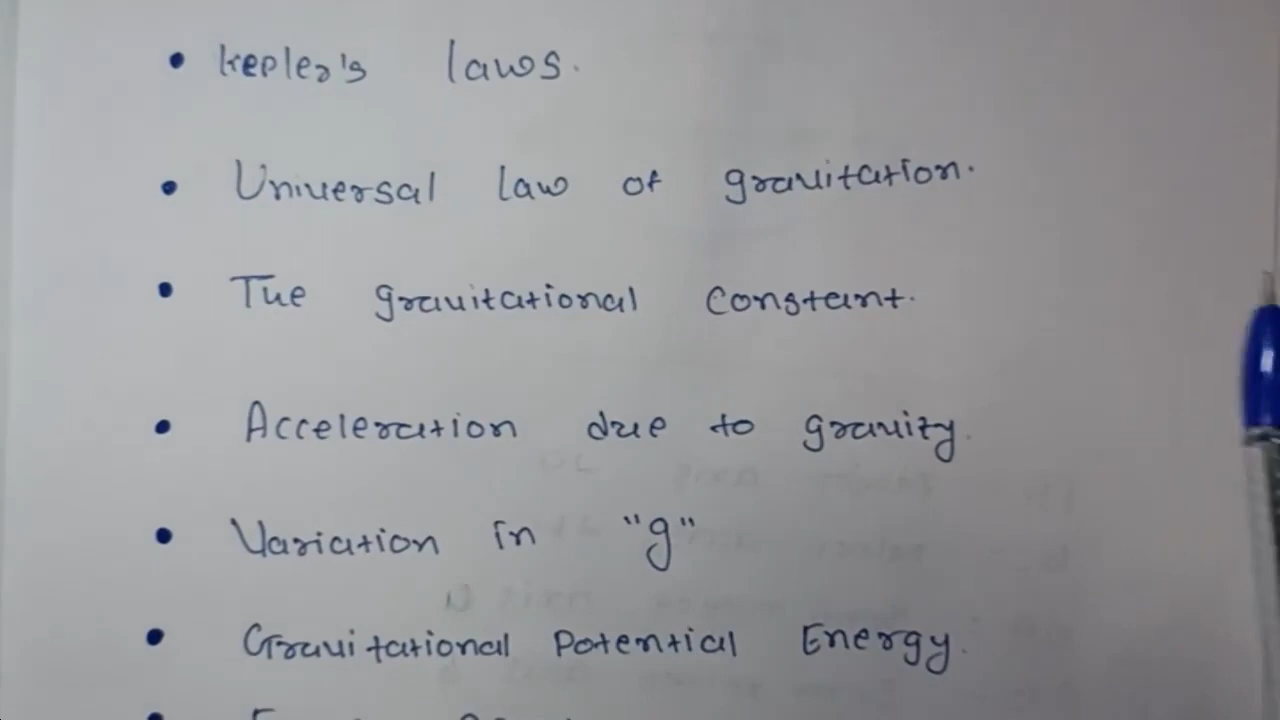 • Kepler's laws.
• Universal law of gravitation.
• The gravitational constant.
• Acceleration due to gravity.
• Variation in "g"
• Gravitational Potential Energy.